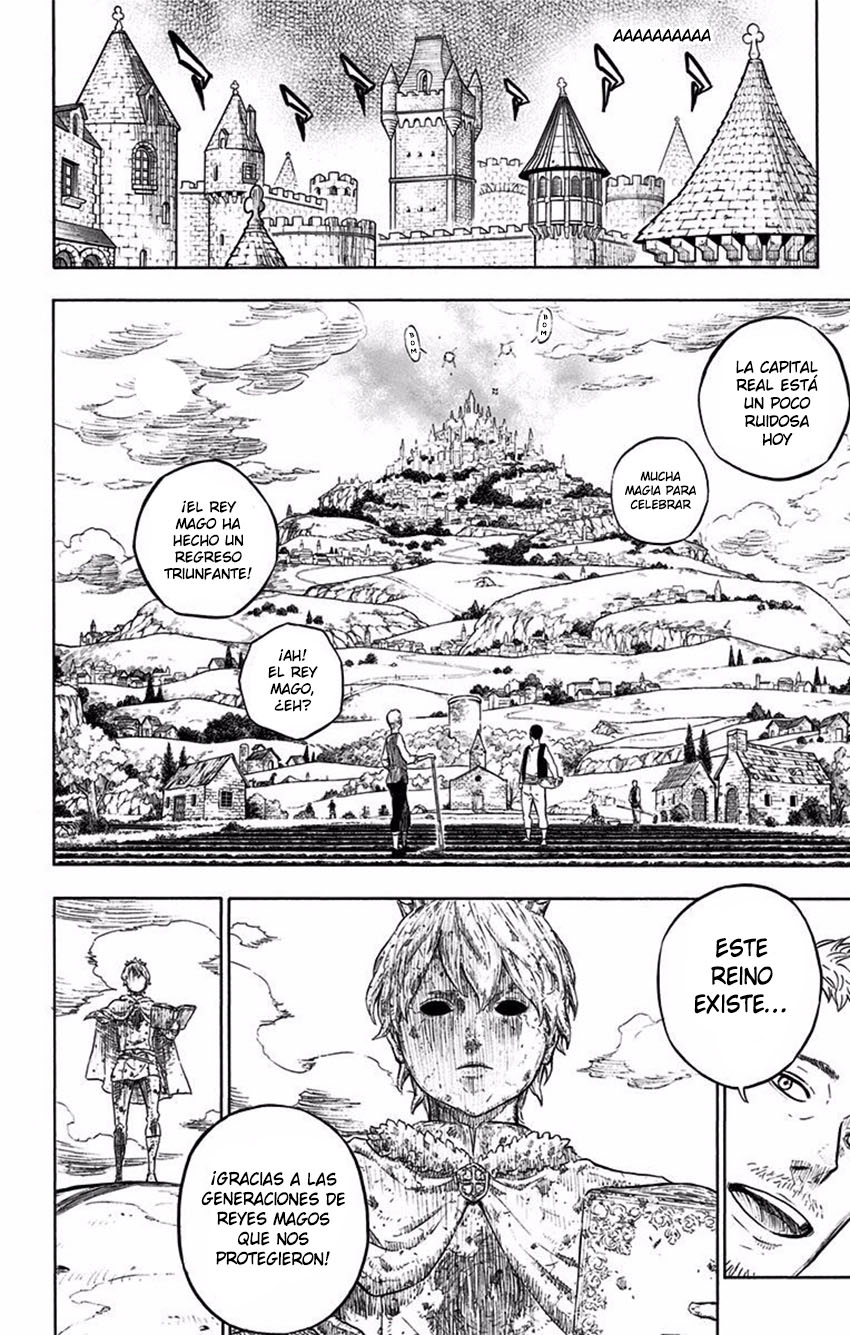 AAAAAAAAAA
BOM
BOM
LA CAPITAL
REAL ESTÁ
UN POCO
RUIDOSA
HOY
MUCHA
MAGIA PARA
CELEBRAR
¡EL REY
MAGO HA
HECHO UN
REGRESO
TRIUNFANTE!
¡AH!
EL REY
MAGO,
¿EH?
ESTE
REINO
EXISTE...
¡GRACIAS A LAS
GENERACIONES DE
REYES MAGOS
QUE NOS
PROTEGIERON!